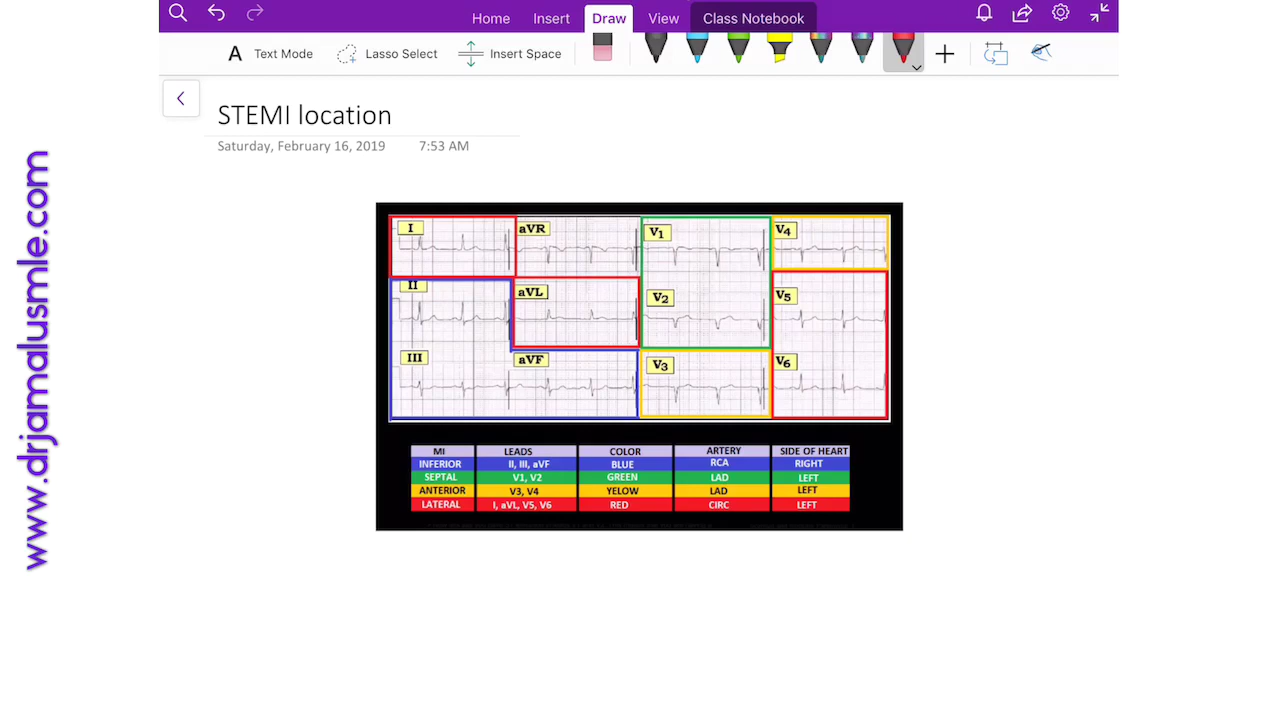 Home Insert Draw View Class Notebook
A Text Mode Lasso Select Insert Space
STEMI location
Saturday, February 16, 2019 7:53 AM
www.drjamalusmle.com
I aVR V1 V4
II aVL V2 V5
III aVF V3 V6
MI LEADS COLOR ARTERY SIDE OF HEART
INFERIOR II, III, aVF BLUE RCA RIGHT
SEPTAL V1, V2 GREEN LAD LEFT
ANTERIOR V3, V4 YELOW LAD LEFT
LATERAL I, aVL, V5, V6 RED CIRC LEFT